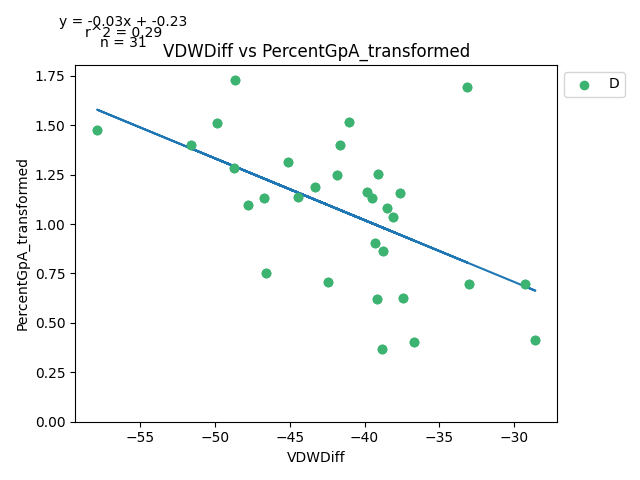 y = -0.03x + -0.23
r^2 = 0.29
n = 31
VDWDiff vs PercentGpA_transformed
D
PercentGpA_transformed
1.75
1.50
1.25
1.00
0.75
0.50
0.25
0.00
−55
−50
−45
−40
−35
−30
VDWDiff